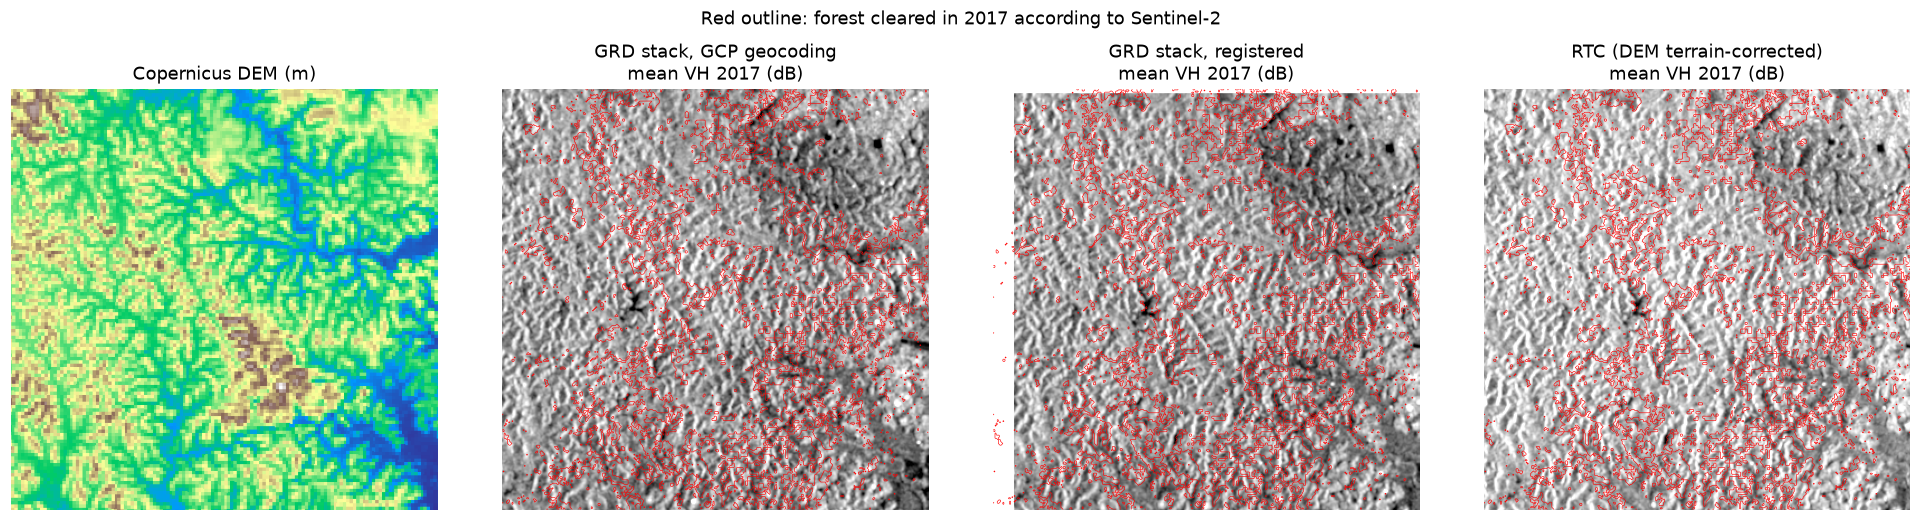 Red outline: forest cleared in 2017 according to Sentinel-2
Copernicus DEM (m)
GRD stack, GCP geocoding
mean VH 2017 (dB)
GRD stack, registered
mean VH 2017 (dB)
RTC (DEM terrain-corrected)
mean VH 2017 (dB)